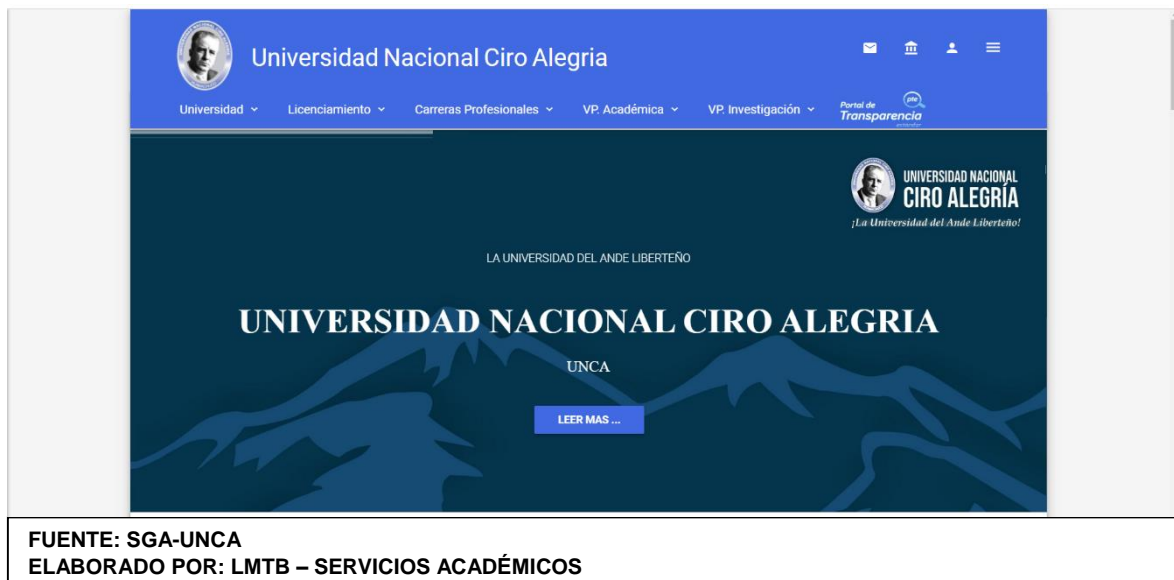 Universidad Nacional Ciro Alegria
Universidad Licenciamiento Carreras Profesionales VP. Académica VP. Investigación
Portal de pte
Transparencia
estándar
UNIVERSIDAD NACIONAL
CIRO ALEGRÍA
¡La Universidad del Ande Liberteño!
LA UNIVERSIDAD DEL ANDE LIBERTEÑO
UNIVERSIDAD NACIONAL CIRO ALEGRIA
UNCA
LEER MAS ...
FUENTE: SGA-UNCA
ELABORADO POR: LMTB – SERVICIOS ACADÉMICOS